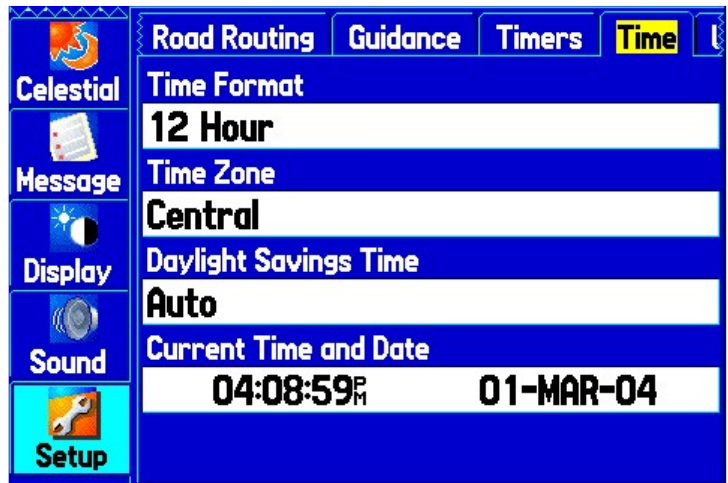 Road Routing Guidance Timers Time
Celestial
Time Format
12 Hour
Message
Time Zone
Central
Display
Daylight Savings Time
Auto
Sound
Current Time and Date
04:08:59PM 01-MAR-04
Setup